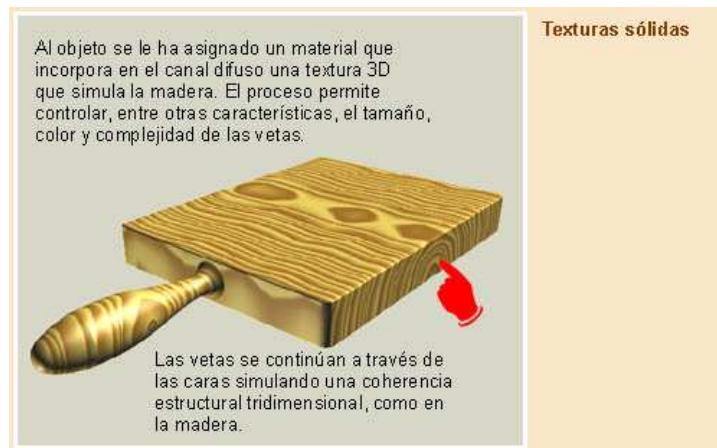 Al objeto se le ha asignado un material que
incorpora en el canal difuso una textura 3D
que simula la madera. El proceso permite
controlar, entre otras características, el tamaño,
color y complejidad de las vetas.
Las vetas se continúan a través de
las caras simulando una coherencia
estructural tridimensional, como en
la madera.
Texturas sólidas